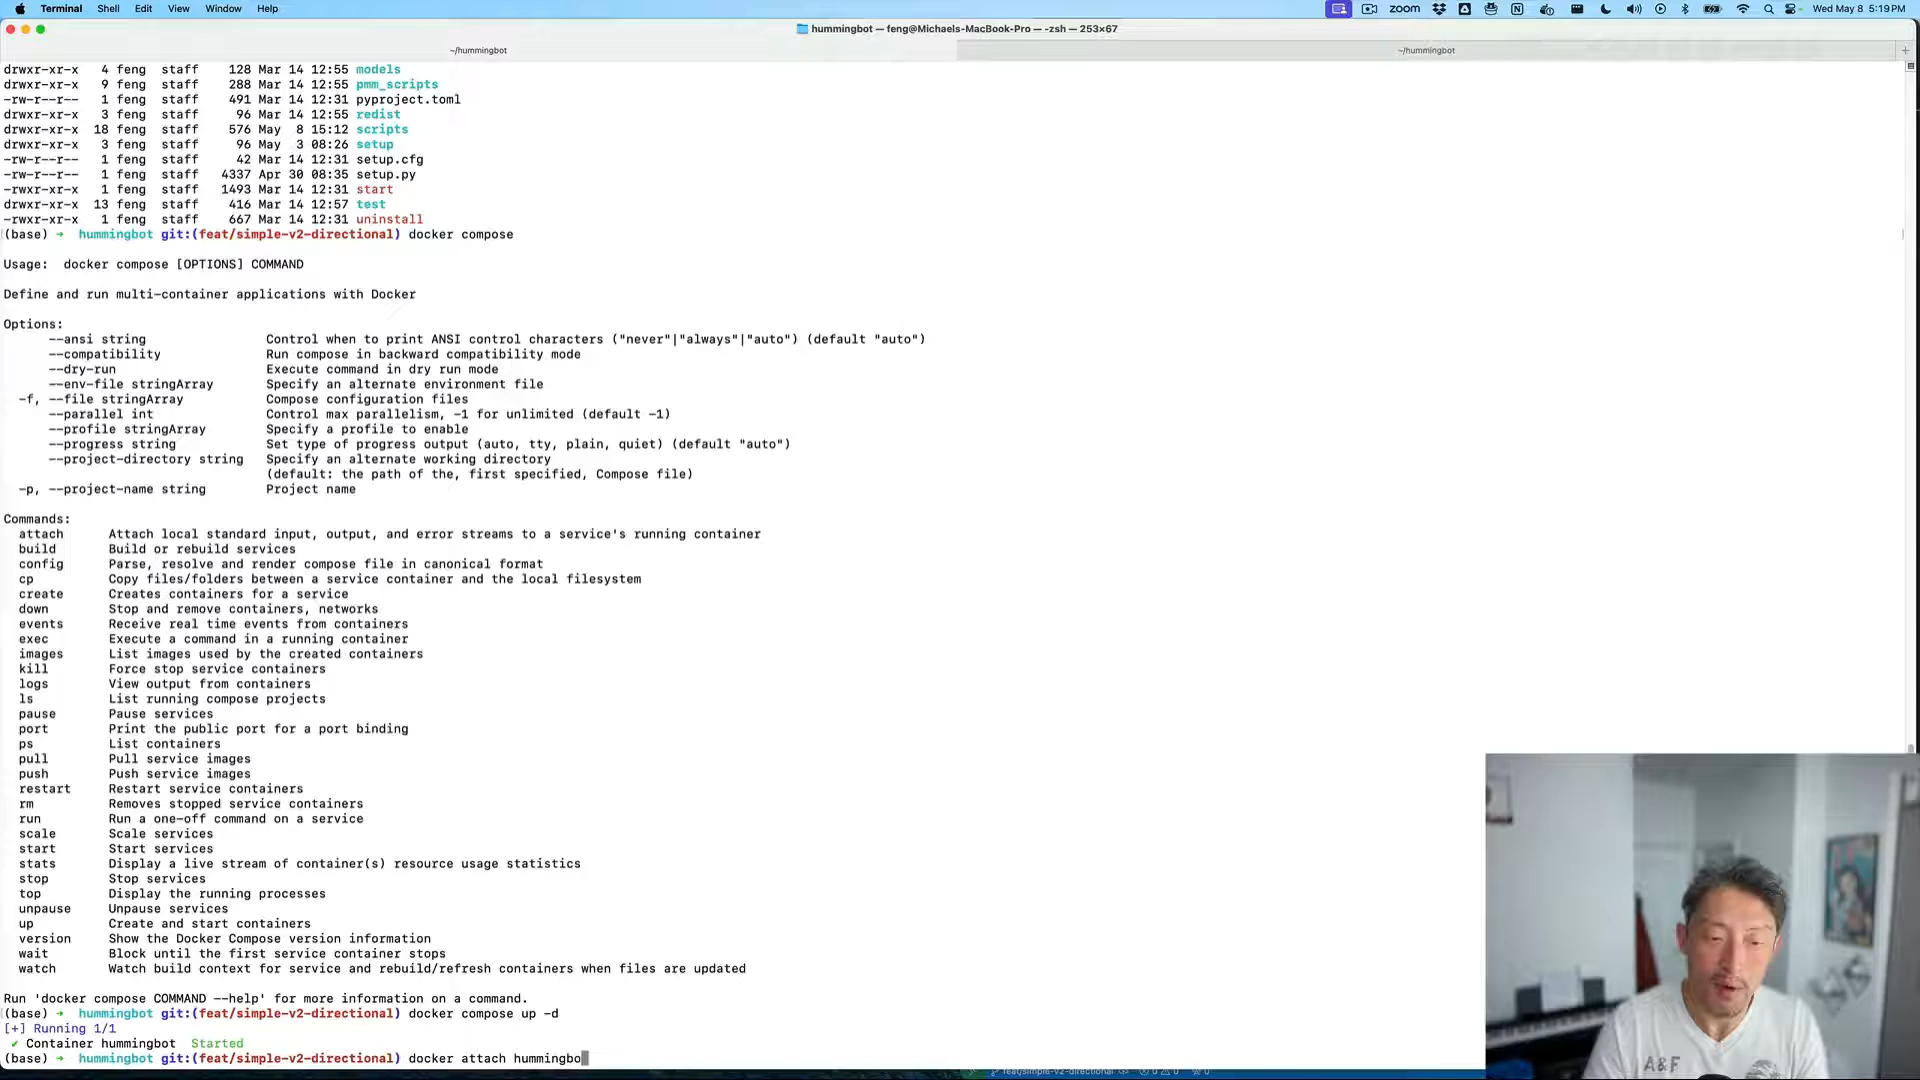 Terminal Shell Edit View Window Help zoom Wed May 8 5:19 PM
hummingbot — feng@Michaels-MacBook-Pro — -zsh — 253×67
~/hummingbot ~/hummingbot
drwxr-xr-x 4 feng staff 128 Mar 14 12:55 models
drwxr-xr-x 9 feng staff 288 Mar 14 12:55 pmm_scripts
-rw-r--r-- 1 feng staff 491 Mar 14 12:31 pyproject.toml
drwxr-xr-x 3 feng staff 96 Mar 14 12:55 redist
drwxr-xr-x 18 feng staff 576 May 8 15:12 scripts
drwxr-xr-x 3 feng staff 96 May 3 08:26 setup
-rw-r--r-- 1 feng staff 42 Mar 14 12:31 setup.cfg
-rw-r--r-- 1 feng staff 4337 Apr 30 08:35 setup.py
-rwxr-xr-x 1 feng staff 1493 Mar 14 12:31 start
drwxr-xr-x 13 feng staff 416 Mar 14 12:57 test
-rwxr-xr-x 1 feng staff 667 Mar 14 12:31 uninstall
(base) → hummingbot git:(feat/simple-v2-directional) docker compose
Usage: docker compose [OPTIONS] COMMAND
Define and run multi-container applications with Docker
Options:
--ansi string Control when to print ANSI control characters ("never"|"always"|"auto") (default "auto")
--compatibility Run compose in backward compatibility mode
--dry-run Execute command in dry run mode
--env-file stringArray Specify an alternate environment file
-f, --file stringArray Compose configuration files
--parallel int Control max parallelism, -1 for unlimited (default -1)
--profile stringArray Specify a profile to enable
--progress string Set type of progress output (auto, tty, plain, quiet) (default "auto")
--project-directory string Specify an alternate working directory
(default: the path of the, first specified, Compose file)
-p, --project-name string Project name
Commands:
attach Attach local standard input, output, and error streams to a service's running container
build Build or rebuild services
config Parse, resolve and render compose file in canonical format
cp Copy files/folders between a service container and the local filesystem
create Creates containers for a service
down Stop and remove containers, networks
events Receive real time events from containers
exec Execute a command in a running container
images List images used by the created containers
kill Force stop service containers
logs View output from containers
ls List running compose projects
pause Pause services
port Print the public port for a port binding
ps List containers
pull Pull service images
push Push service images
restart Restart service containers
rm Removes stopped service containers
run Run a one-off command on a service
scale Scale services
start Start services
stats Display a live stream of container(s) resource usage statistics
stop Stop services
top Display the running processes
unpause Unpause services
up Create and start containers
version Show the Docker Compose version information
wait Block until the first service container stops
watch Watch build context for service and rebuild/refresh containers when files are updated
Run 'docker compose COMMAND --help' for more information on a command.
(base) → hummingbot git:(feat/simple-v2-directional) docker compose up -d
[+] Running 1/1
✔ Container hummingbot Started
(base) → hummingbot git:(feat/simple-v2-directional) docker attach hummingbo
A&F
feat/simple-v2-directional